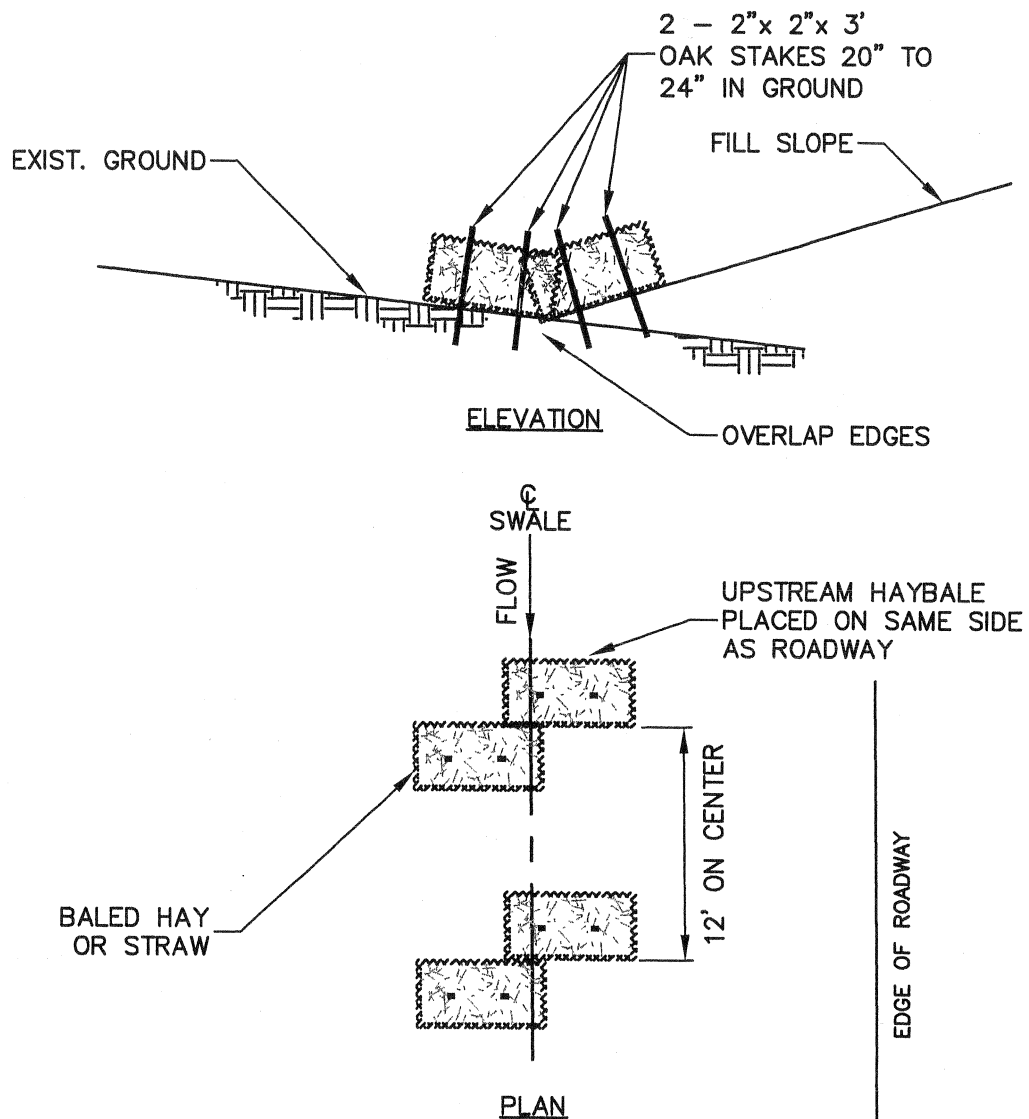 2 - 2"x 2"x 3'
OAK STAKES 20" TO
24" IN GROUND
EXIST. GROUND
FILL SLOPE
ELEVATION
OVERLAP EDGES
℄
SWALE
FLOW
UPSTREAM HAYBALE
PLACED ON SAME SIDE
AS ROADWAY
12' ON CENTER
EDGE OF ROADWAY
BALED HAY
OR STRAW
PLAN